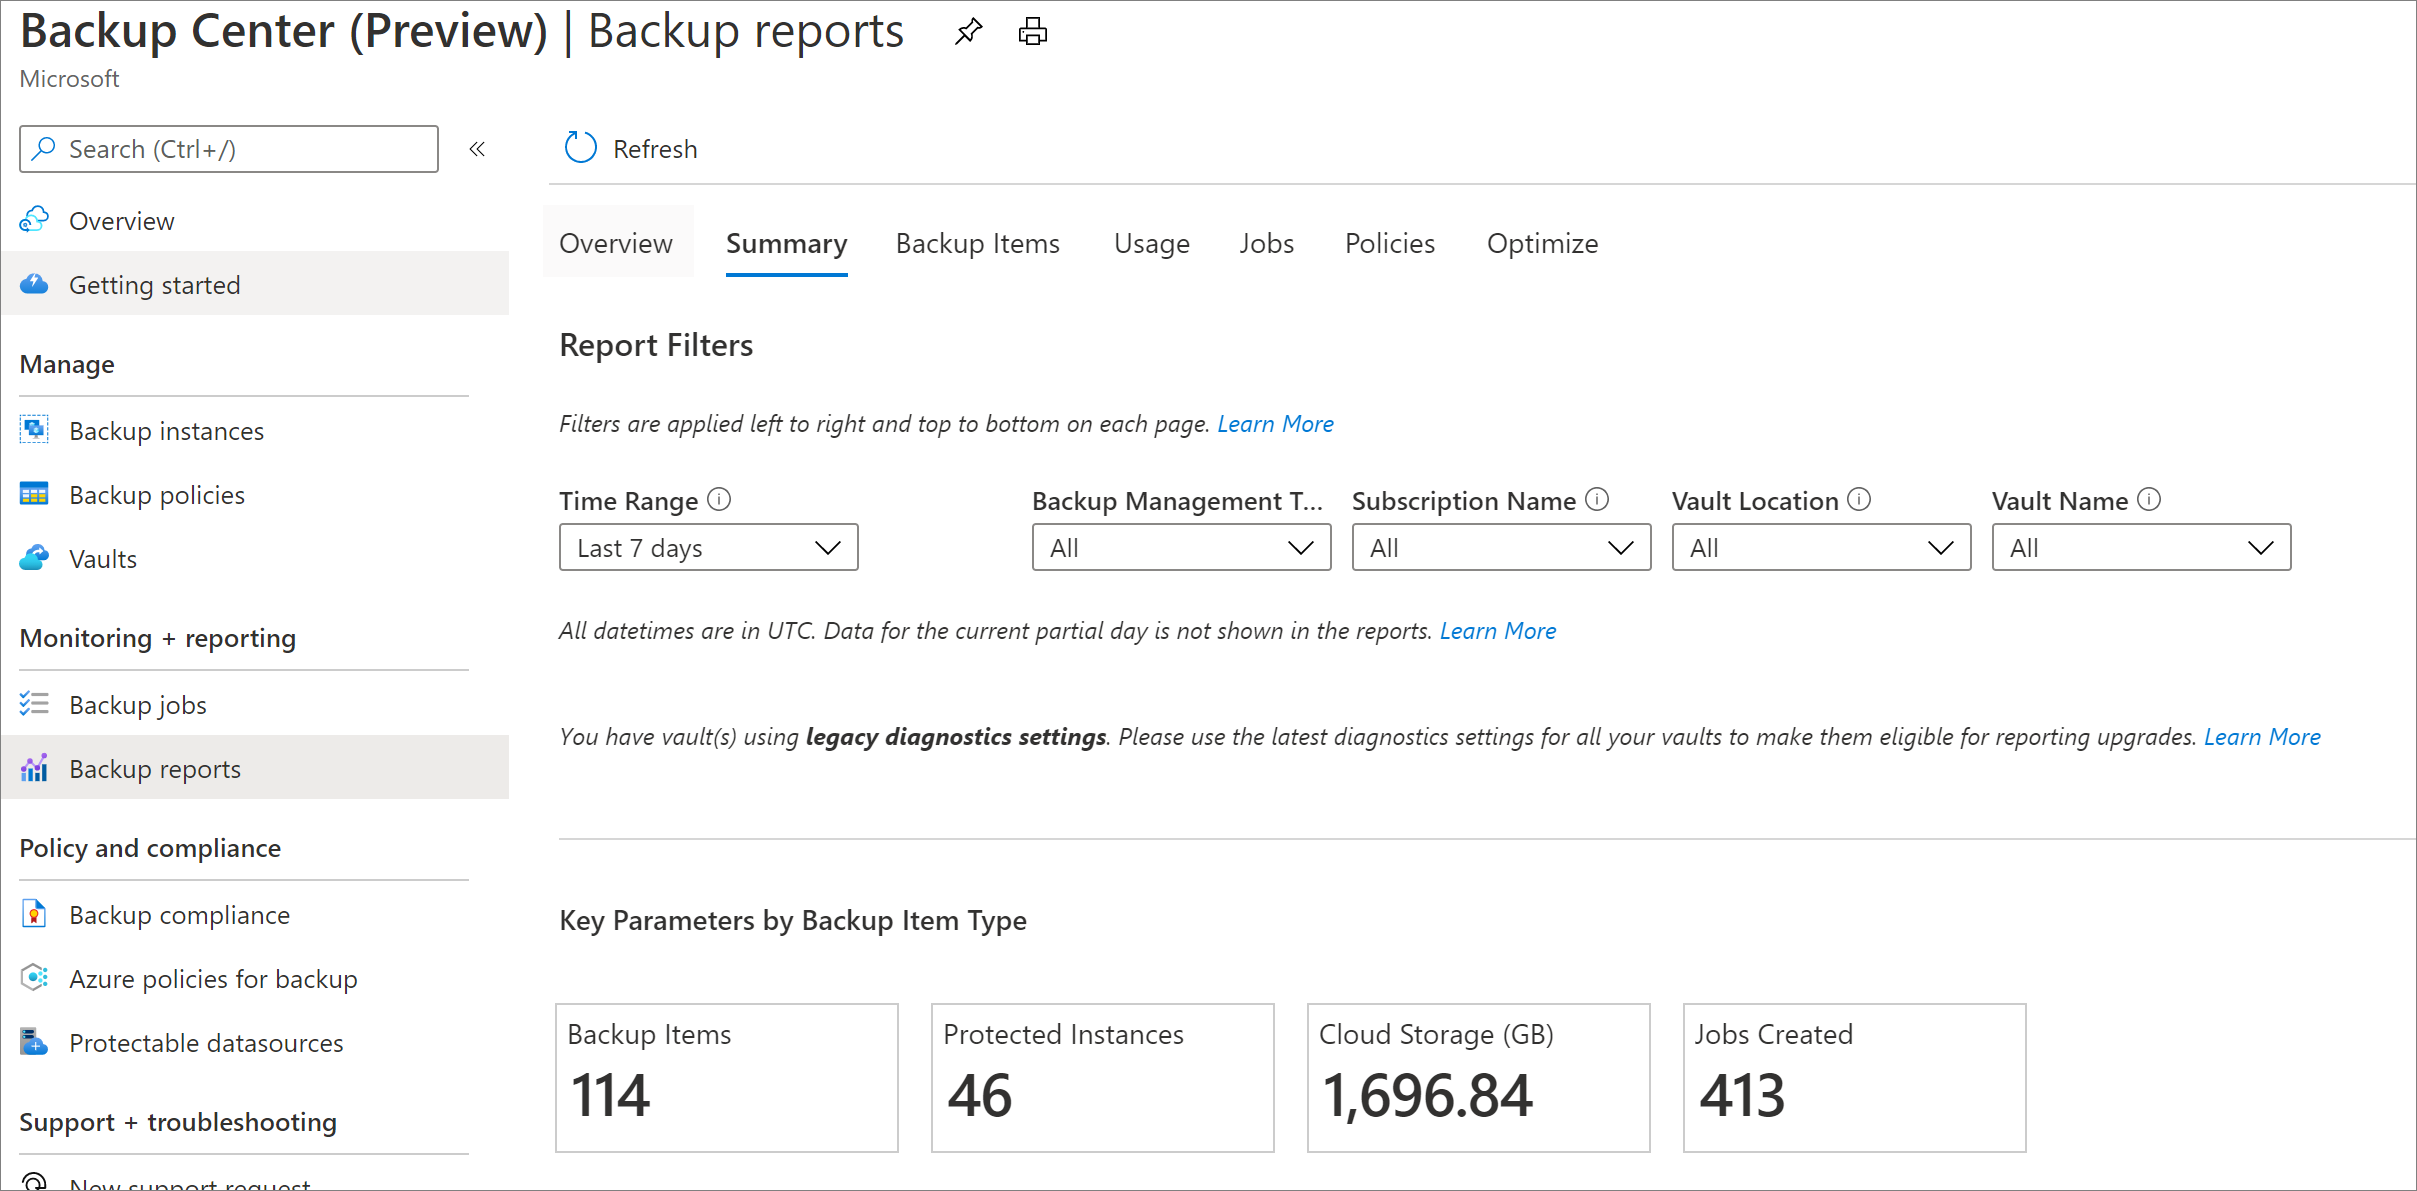 Backup Center (Preview) | Backup reports
Microsoft
Search (Ctrl+/)
«
Overview
Getting started
Manage
Backup instances
Backup policies
Vaults
Monitoring + reporting
Backup jobs
Backup reports
Policy and compliance
Backup compliance
Azure policies for backup
Protectable datasources
Support + troubleshooting
New support request
Refresh
Overview Summary Backup Items Usage Jobs Policies Optimize
Report Filters
Filters are applied left to right and top to bottom on each page. Learn More
Time Range Backup Management T... Subscription Name Vault Location Vault Name
Last 7 days All All All All
All datetimes are in UTC. Data for the current partial day is not shown in the reports. Learn More
You have vault(s) using legacy diagnostics settings. Please use the latest diagnostics settings for all your vaults to make them eligible for reporting upgrades. Learn More
Key Parameters by Backup Item Type
Backup Items Protected Instances Cloud Storage (GB) Jobs Created
114 46 1,696.84 413